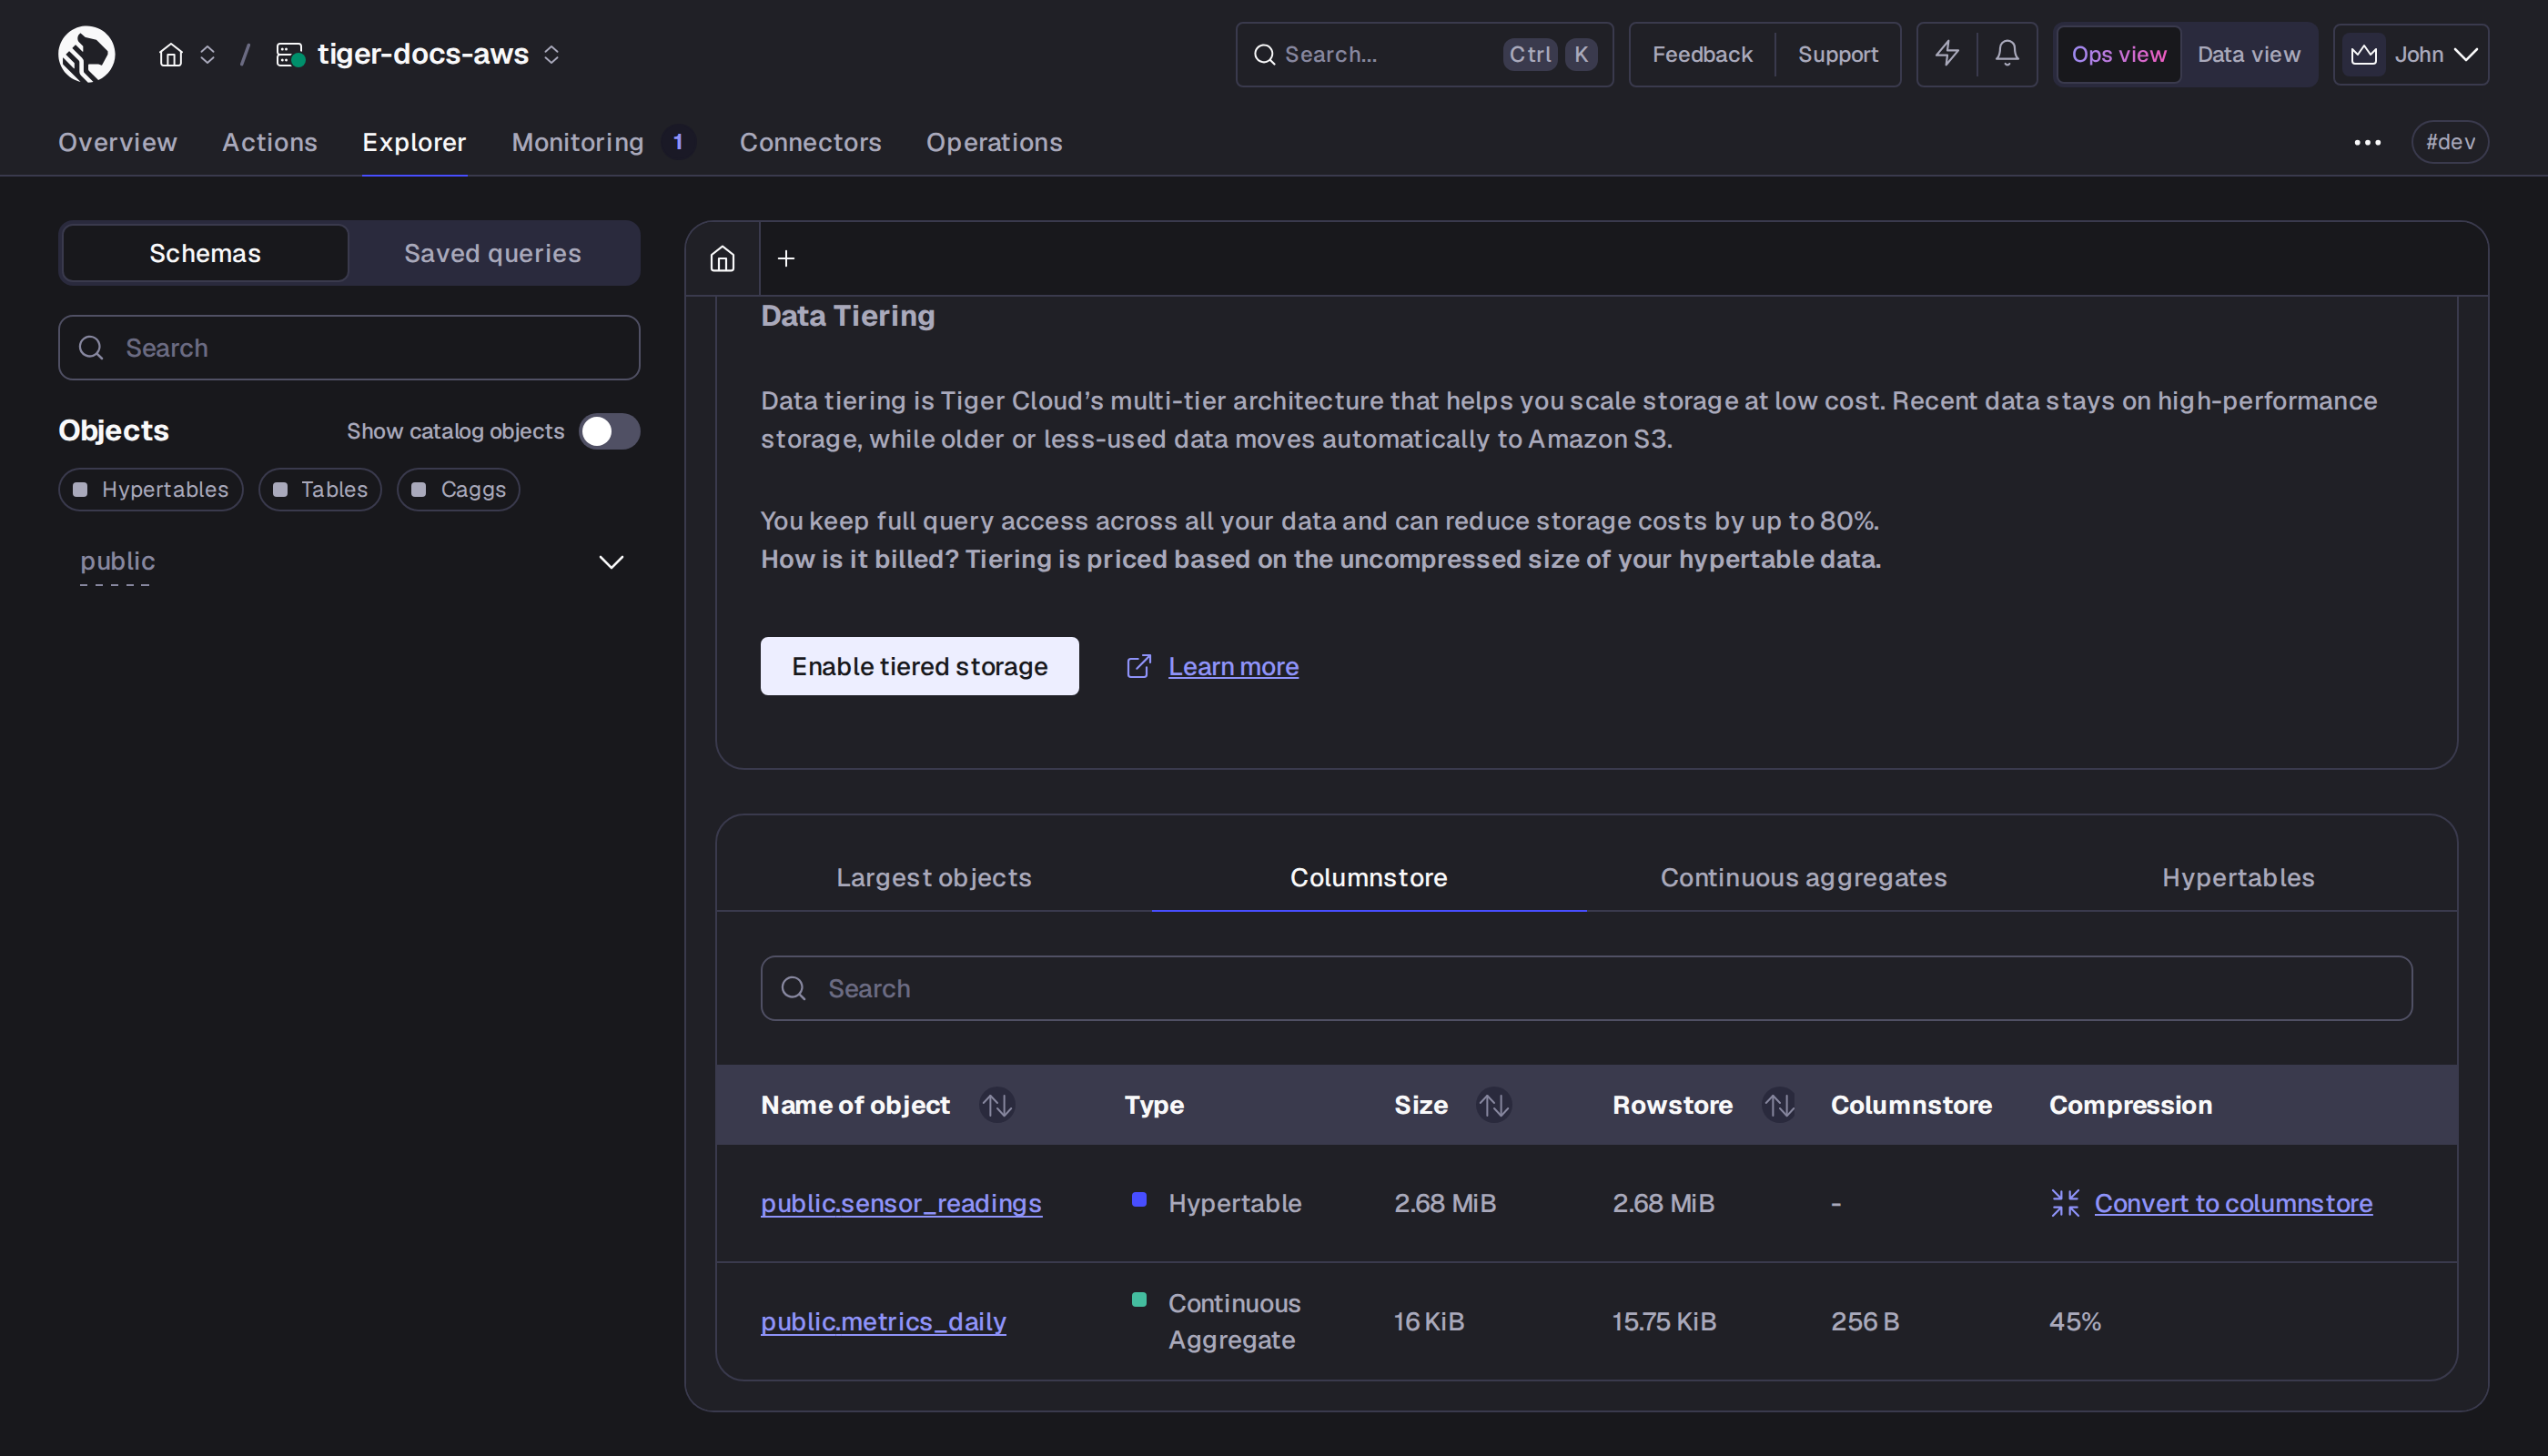 / tiger-docs-aws Search... Ctrl K Feedback Support Ops view Data view John
Overview Actions Explorer Monitoring 1 Connectors Operations ... #dev
Schemas Saved queries
Search
Objects Show catalog objects
Hypertables Tables Caggs
public
+
Data Tiering
Data tiering is Tiger Cloud’s multi-tier architecture that helps you scale storage at low cost. Recent data stays on high-performance
storage, while older or less-used data moves automatically to Amazon S3.
You keep full query access across all your data and can reduce storage costs by up to 80%.
How is it billed? Tiering is priced based on the uncompressed size of your hypertable data.
Enable tiered storage Learn more
Largest objects Columnstore Continuous aggregates Hypertables
Search
Name of object Type Size Rowstore Columnstore Compression
public.sensor_readings Hypertable 2.68 MiB 2.68 MiB - Convert to columnstore
public.metrics_daily Continuous Aggregate 16 KiB 15.75 KiB 256 B 45%